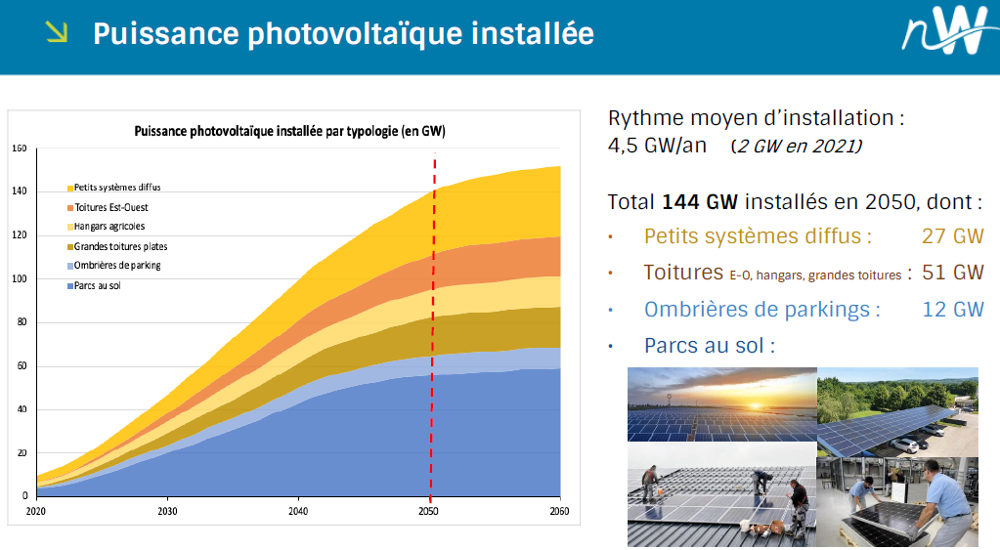 Puissance photovoltaïque installée
nW
Puissance photovoltaïque installée par typologie (en GW)
160
140
120
100
80
60
40
20
0
Petits systèmes diffus
Toitures Est-Ouest
Hangars agricoles
Grandes toitures plates
Ombrières de parking
Parcs au sol
2020 2030 2040 2050 2060
Rythme moyen d'installation :
4,5 GW/an (2 GW en 2021)
Total 144 GW installés en 2050, dont :
• Petits systèmes diffus : 27 GW
• Toitures E-O, hangars, grandes toitures : 51 GW
• Ombrières de parkings : 12 GW
• Parcs au sol :